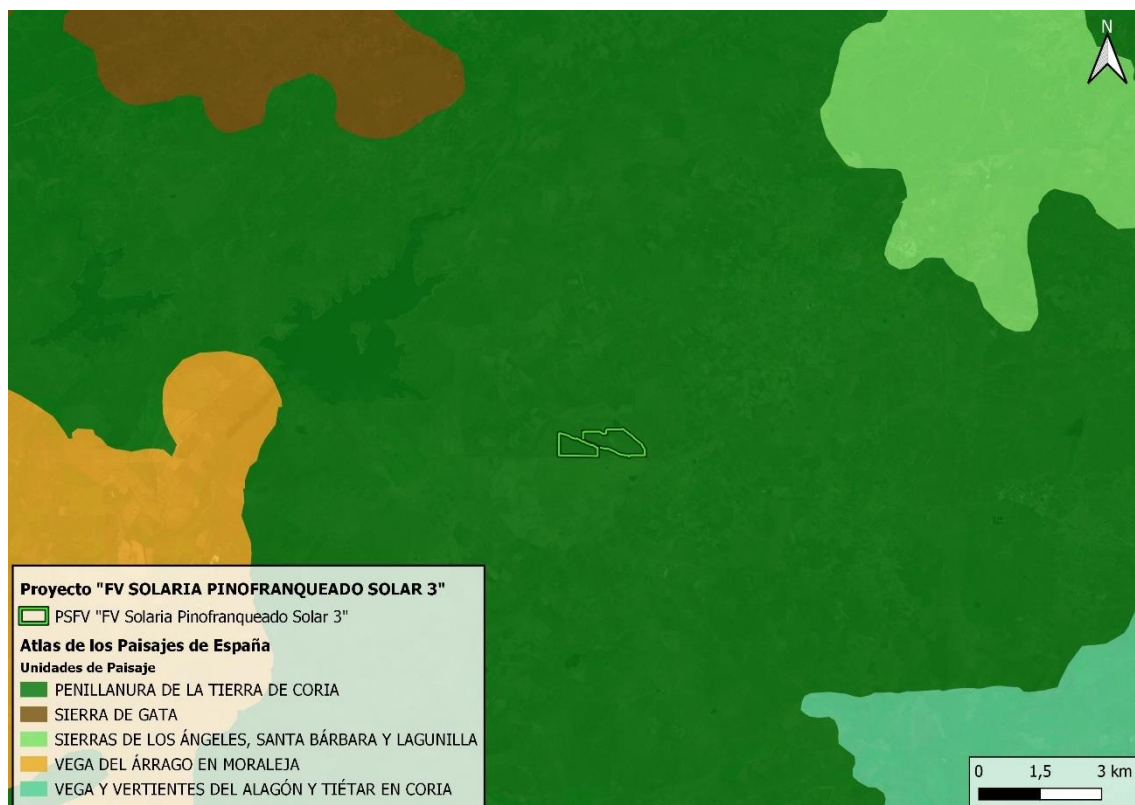 N
Proyecto "FV SOLARIA PINOFRANQUEADO SOLAR 3"
PSFV "FV Solaria Pinofranqueado Solar 3"
Atlas de los Paisajes de España
Unidades de Paisaje
PENILLANURA DE LA TIERRA DE CORIA
SIERRA DE GATA
SIERRAS DE LOS ÁNGELES, SANTA BÁRBARA Y LAGUNILLA
VEGA DEL ÁRRAGO EN MORALEJA
VEGA Y VERTIENTES DEL ALAGÓN Y TIÉTAR EN CORIA
0 1,5 3 km